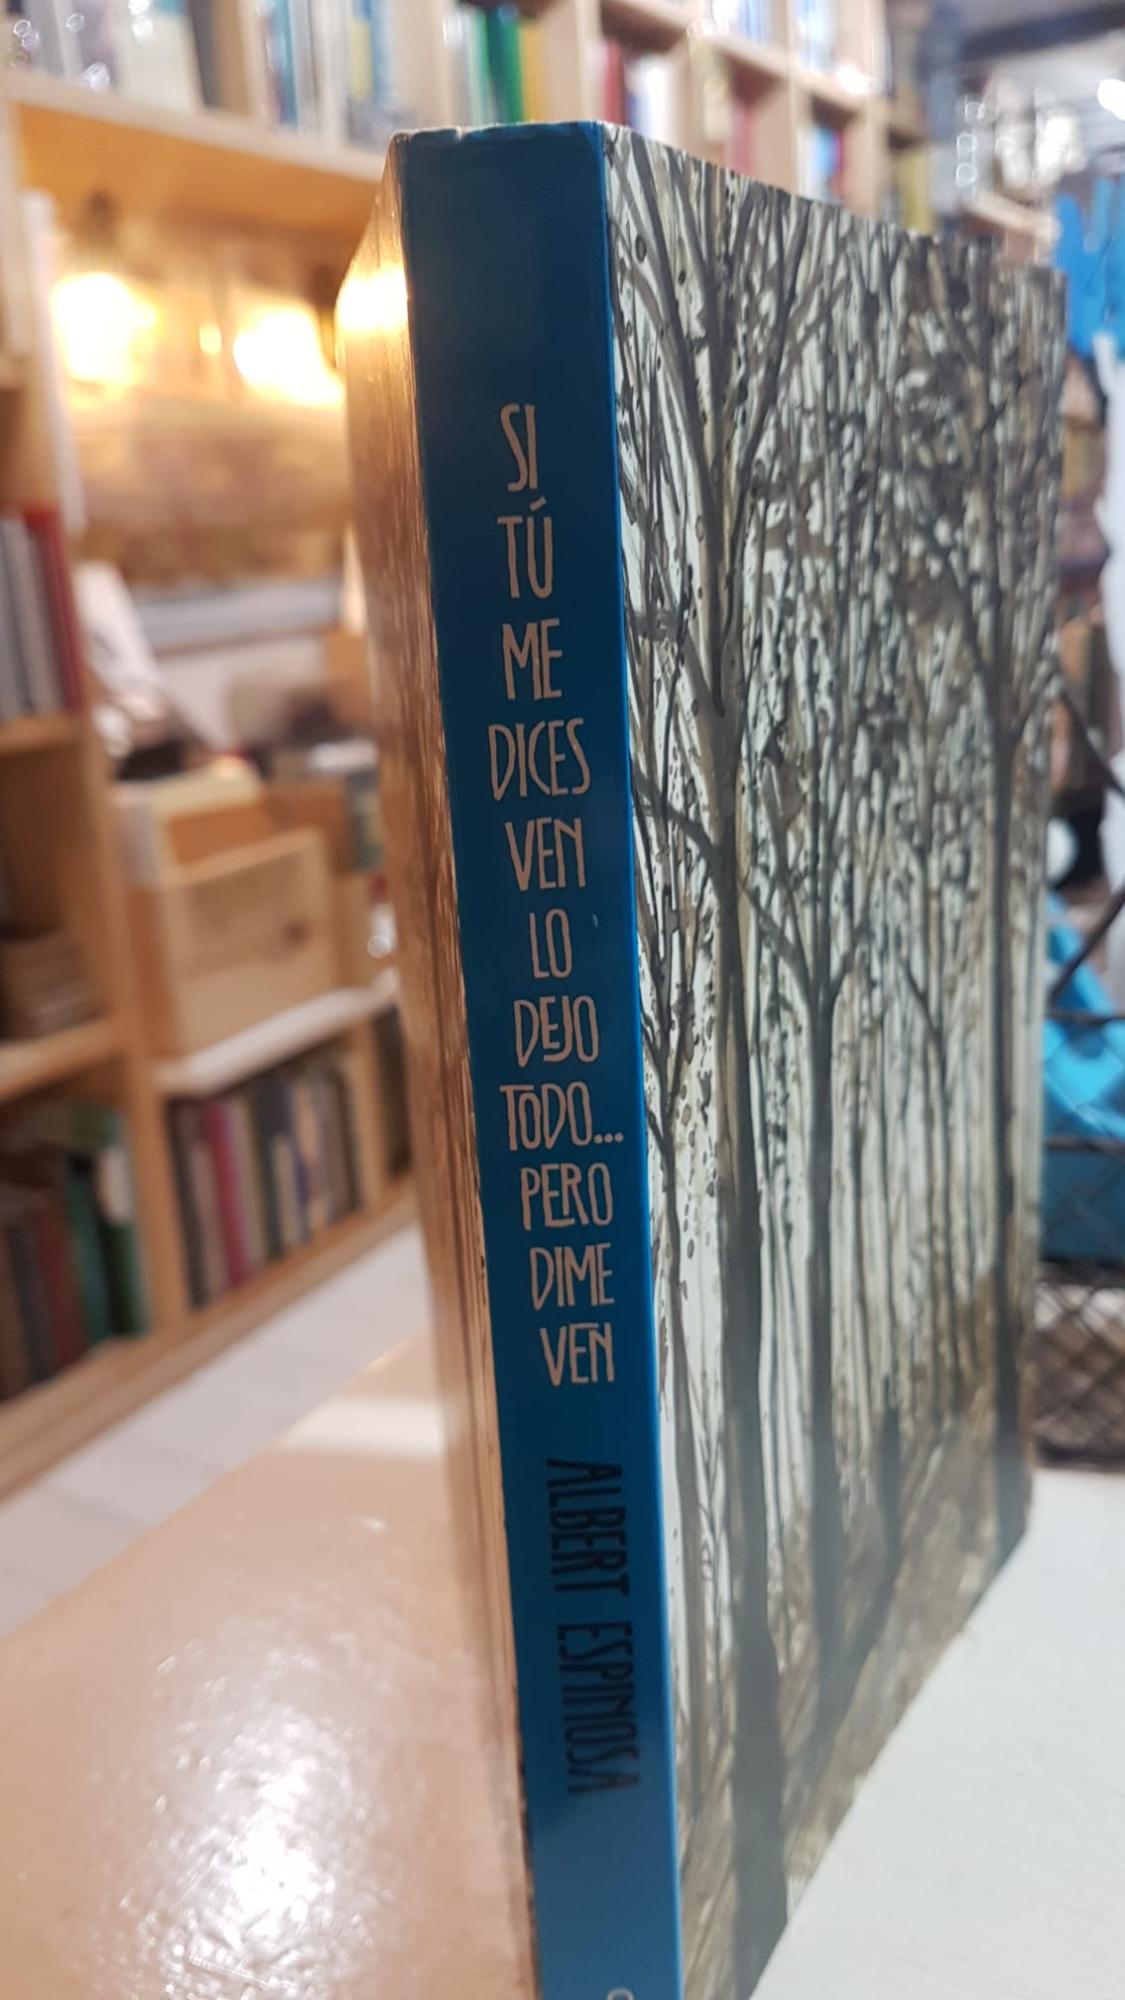 SI
TÚ
ME
DICES
VEN
LO
DEJO
TODO...
PERO
DIME
VEN
ALBERT ESPINOSA